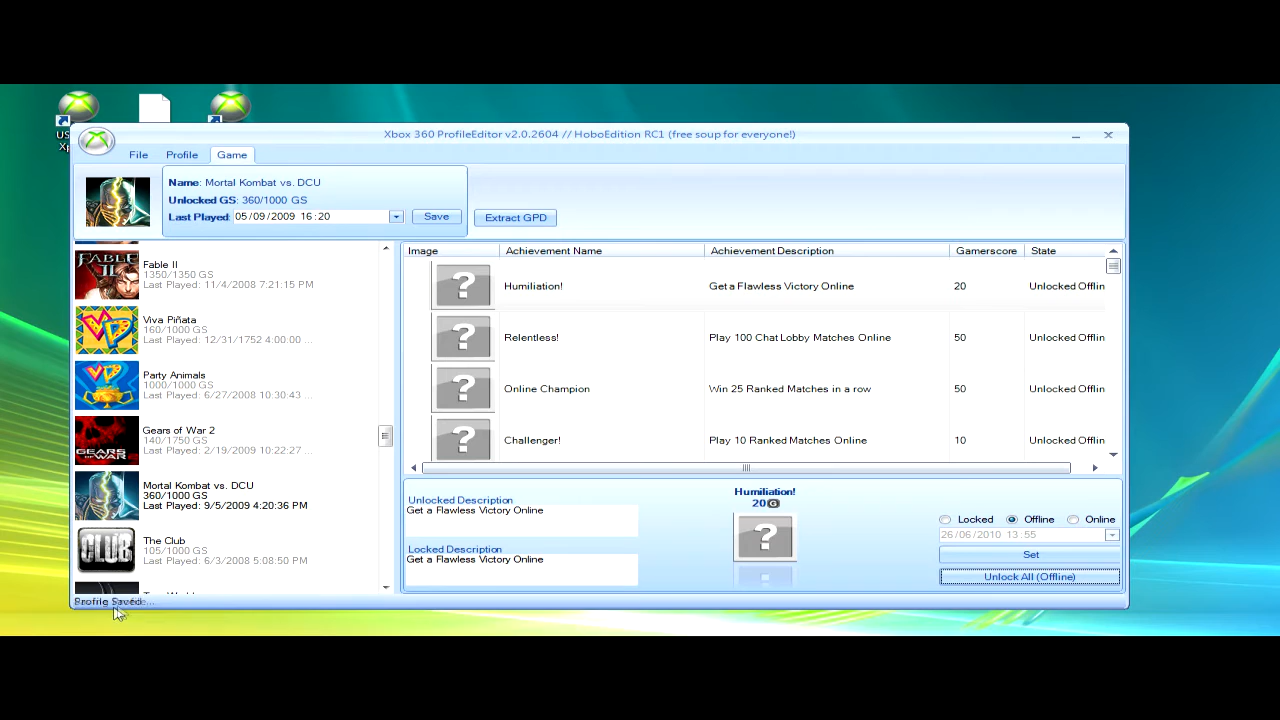 US
Xp
Xbox 360 ProfileEditor v2.0.2604 // HoboEdition RC1 (free soup for everyone!)
File Profile Game
Name: Mortal Kombat vs. DCU
Unlocked GS: 360/1000 GS
Last Played: 05/09/2009 16:20 Save Extract GPD
FABLE II
Fable II
1350/1350 GS
Last Played: 11/4/2008 7:21:15 PM
Viva Piñata
160/1000 GS
Last Played: 12/31/1752 4:00:00 ...
Party Animals
1000/1000 GS
Last Played: 6/27/2008 10:30:43 ...
GEARS OF WAR
Gears of War 2
140/1750 GS
Last Played: 2/19/2009 10:22:27 ...
Mortal Kombat vs. DCU
360/1000 GS
Last Played: 9/5/2009 4:20:36 PM
THE CLUB
The Club
105/1000 GS
Last Played: 6/3/2008 5:08:50 PM
Image Achievement Name Achievement Description Gamerscore State
? Humiliation! Get a Flawless Victory Online 20 Unlocked Offlin
? Relentless! Play 100 Chat Lobby Matches Online 50 Unlocked Offlin
? Online Champion Win 25 Ranked Matches in a row 50 Unlocked Offlin
? Challenger! Play 10 Ranked Matches Online 10 Unlocked Offlin
Unlocked Description
Get a Flawless Victory Online
Locked Description
Get a Flawless Victory Online
Humiliation!
20 G
?
Locked Offline Online
26/06/2010 13:55
Set
Unlock All (Offline)
Profile Saved